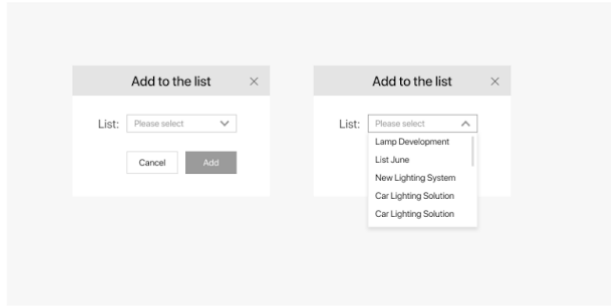 Add to the list
List:
Please select
Cancel
Add
Add to the list
List:
Please select
Lamp Development
List June
New Lighting System
Car Lighting Solution
Car Lighting Solution